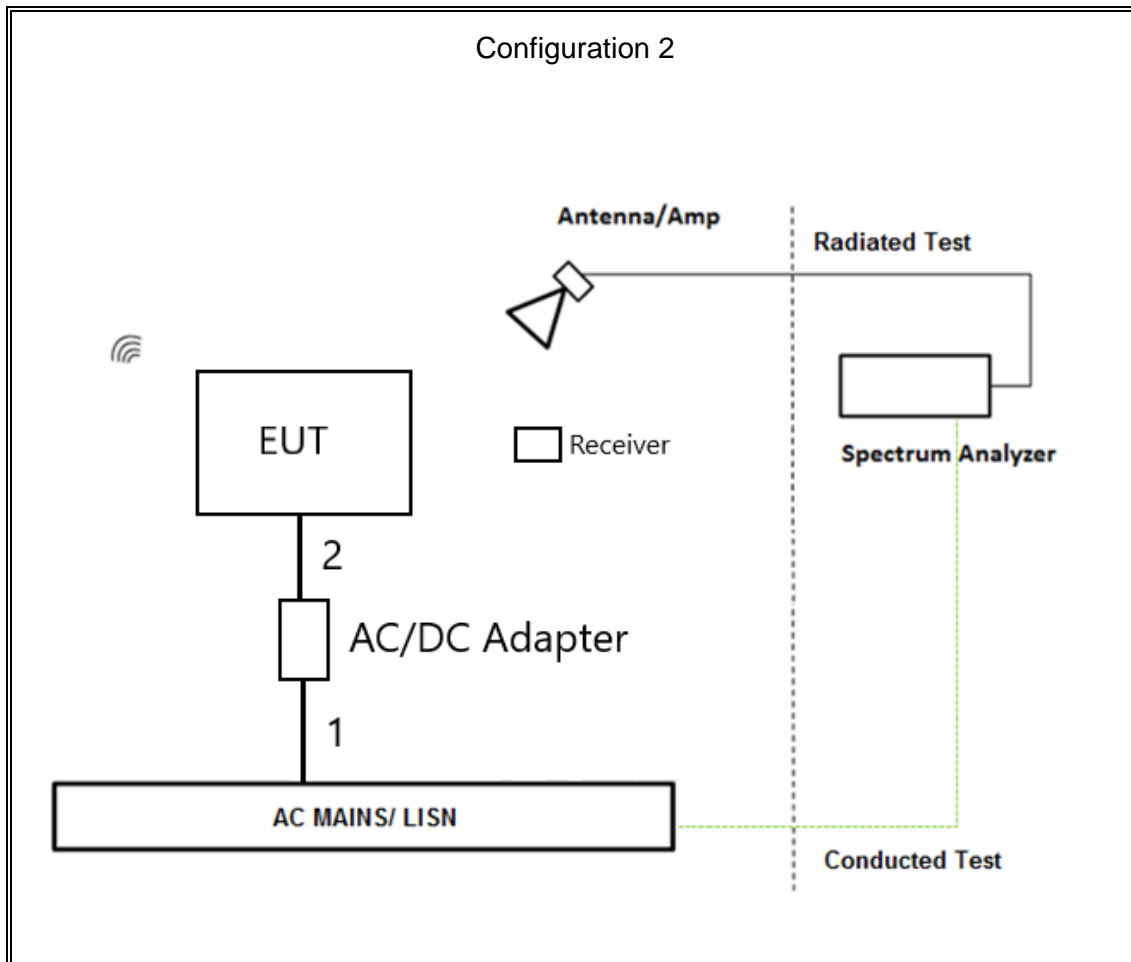 Configuration 2
Antenna/Amp
Radiated Test
EUT
Receiver
Spectrum Analyzer
2
AC/DC Adapter
1
AC MAINS/ LISN
Conducted Test